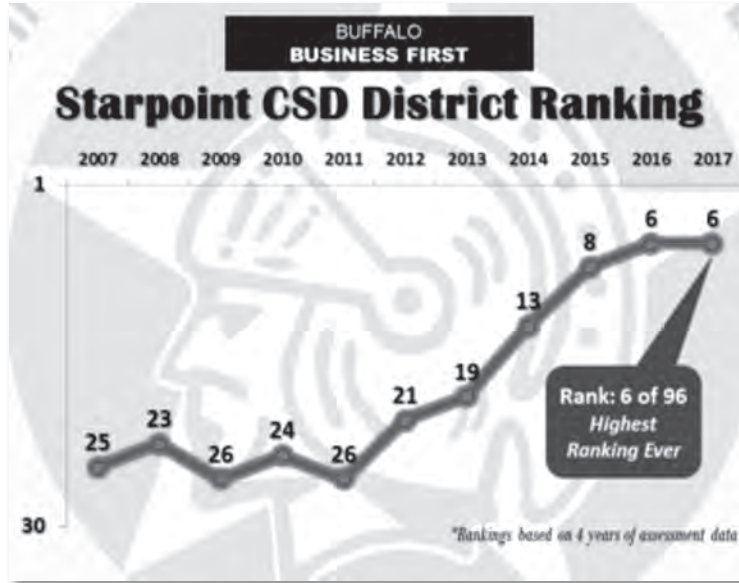 BUFFALO
BUSINESS FIRST
Starpoint CSD District Ranking
2007 2008 2009 2010 2011 2012 2013 2014 2015 2016 2017
1
6 6
8
13
19
21
23
24
25
26 26
Rank: 6 of 96
Highest
Ranking Ever
30
*Rankings based on 4 years of assessment data